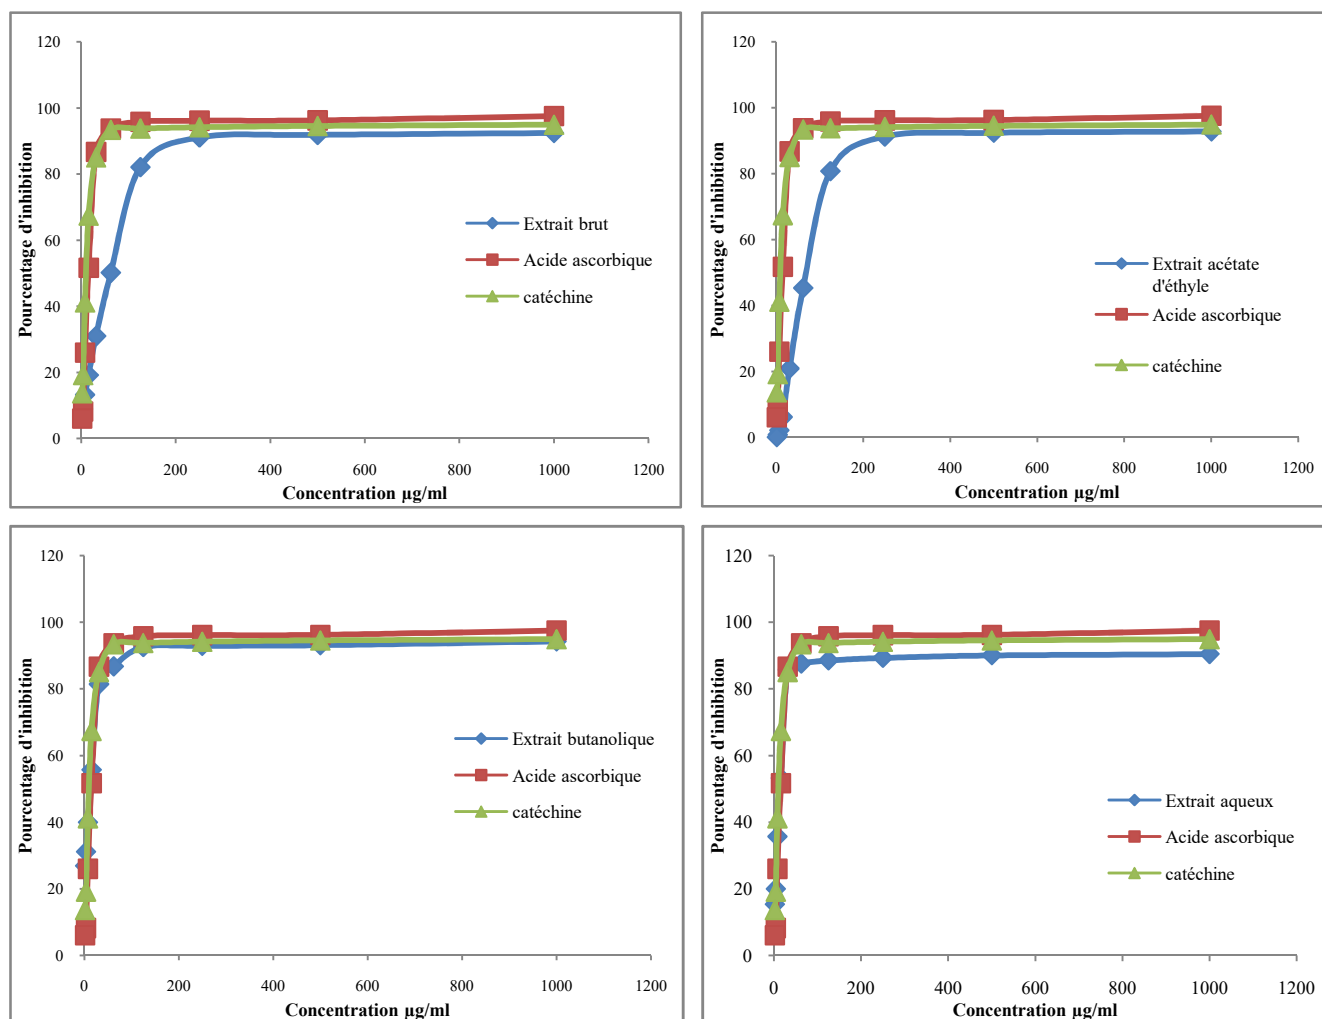 120
100
80
60
40
20
0
Pourcentage d'inhibition
0 200 400 600 800 1000 1200
Concentration µg/ml
Extrait brut
Acide ascorbique
catéchine
120
100
80
60
40
20
0
Pourcentage d'inhibition
0 200 400 600 800 1000 1200
Concentration µg/ml
Extrait acétate
d'éthyle
Acide ascorbique
catéchine
120
100
80
60
40
20
0
Pourcentage d'inhibition
0 200 400 600 800 1000 1200
Concentration µg/ml
Extrait butanolique
Acide ascorbique
catéchine
120
100
80
60
40
20
0
Pourcentage d'inhibition
0 200 400 600 800 1000 1200
Concentration µg/ml
Extrait aqueux
Acide ascorbique
catéchine